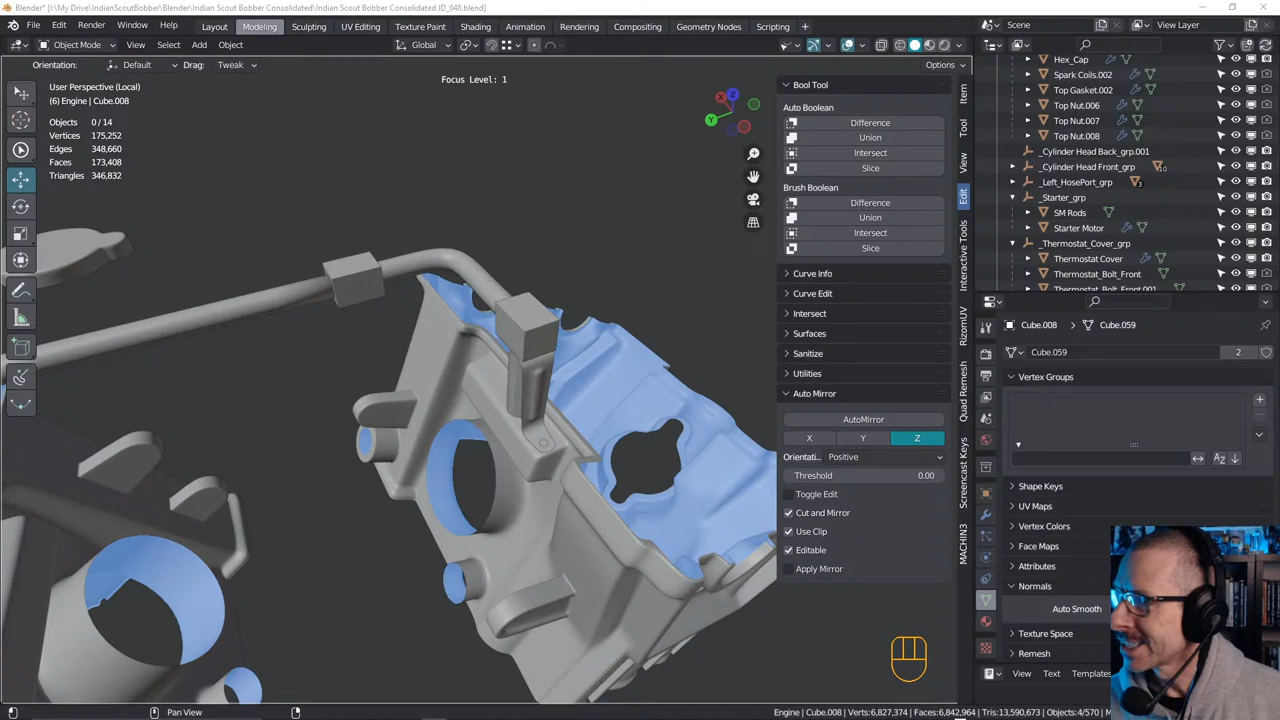 Blender* [I:\My Drive\IndianScoutBobber\Blender\Indian Scout Bobber Consolidated\Indian Scout Bobber Consolidated JD_048.blend]
File Edit Render Window Help Layout Modeling Sculpting UV Editing Texture Paint Shading Animation Rendering Compositing Geometry Nodes Scripting + Scene View Layer
Object Mode View Select Add Object Global
Orientation: Default Drag: Tweak Options
Focus Level: 1
User Perspective (Local)
(6) Engine | Cube.008
Objects 0/14
Vertices 175,252
Edges 348,660
Faces 173,408
Triangles 346,832
X
Y
Z
Bool Tool
Auto Boolean
Difference
Union
Intersect
Slice
Brush Boolean
Difference
Union
Intersect
Slice
Curve Info
Curve Edit
Intersect
Surfaces
Sanitize
Utilities
Auto Mirror
AutoMirror
X Y Z
Orientati... Positive
Threshold 0.00
Toggle Edit
Cut and Mirror
Use Clip
Editable
Apply Mirror
Item
Tool
View
Edit
Interactive Tools
RizomUV
Quad Remesh
Screencast Keys
MACHIN3
Hex_Cap
Spark Coils.002
Top Gasket.002
Top Nut.006
Top Nut.007
Top Nut.008
_Cylinder Head Back_grp.001
_Cylinder Head Front_grp 10
_Left_HosePort_grp 3
_Starter_grp
SM Rods
Starter Motor
_Thermostat_Cover_grp
Thermostat Cover
Thermostat_Bolt_Front
Thermostat_Bolt_Front.001
Cube.008 Cube.059
Cube.059 2
Vertex Groups
Shape Keys
UV Maps
Vertex Colors
Face Maps
Attributes
Normals
Auto Smooth
Texture Space
Remesh
View Text Templates
Pan View
Engine | Cube.008 | Verts:6,827,374 | Faces:6,842,964 | Tris:13,590,673 | Objects:4/570